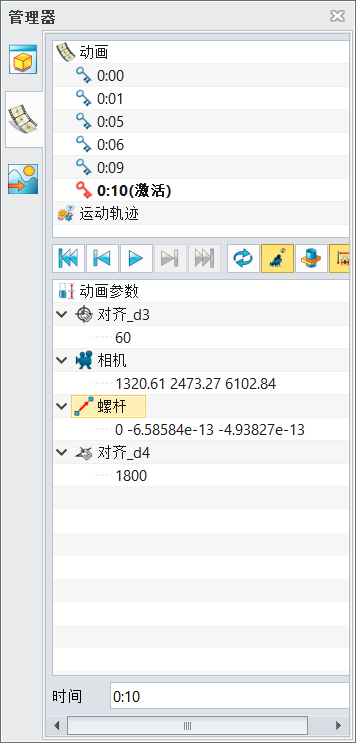 管理器
动画
0:00
0:01
0:05
0:06
0:09
0:10(激活)
运动轨迹
动画参数
对齐_d3
60
相机
1320.61 2473.27 6102.84
螺杆
0 -6.58584e-13 -4.93827e-13
对齐_d4
1800
时间 0:10